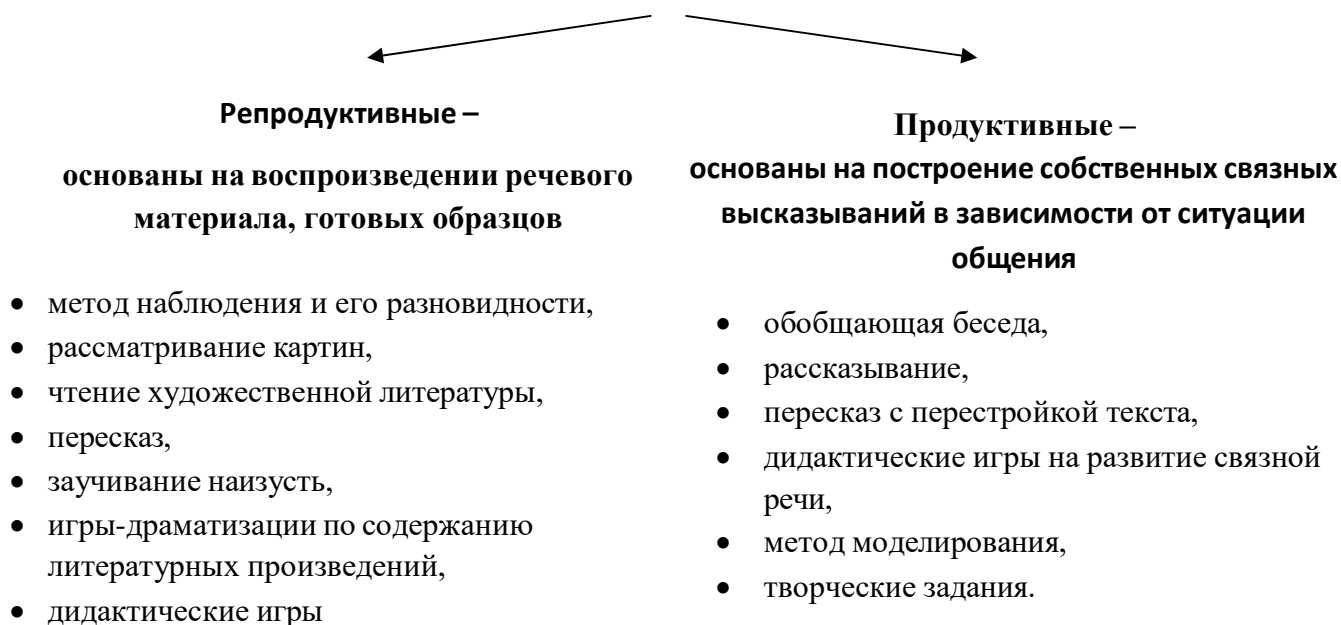 Репродуктивные –
основаны на воспроизведении речевого
материала, готовых образцов
• метод наблюдения и его разновидности,
• рассматривание картин,
• чтение художественной литературы,
• пересказ,
• заучивание наизусть,
• игры-драматизации по содержанию
литературных произведений,
• дидактические игры
Продуктивные –
основаны на построение собственных связных
высказываний в зависимости от ситуации
общения
• обобщающая беседа,
• рассказывание,
• пересказ с перестройкой текста,
• дидактические игры на развитие связной
речи,
• метод моделирования,
• творческие задания.